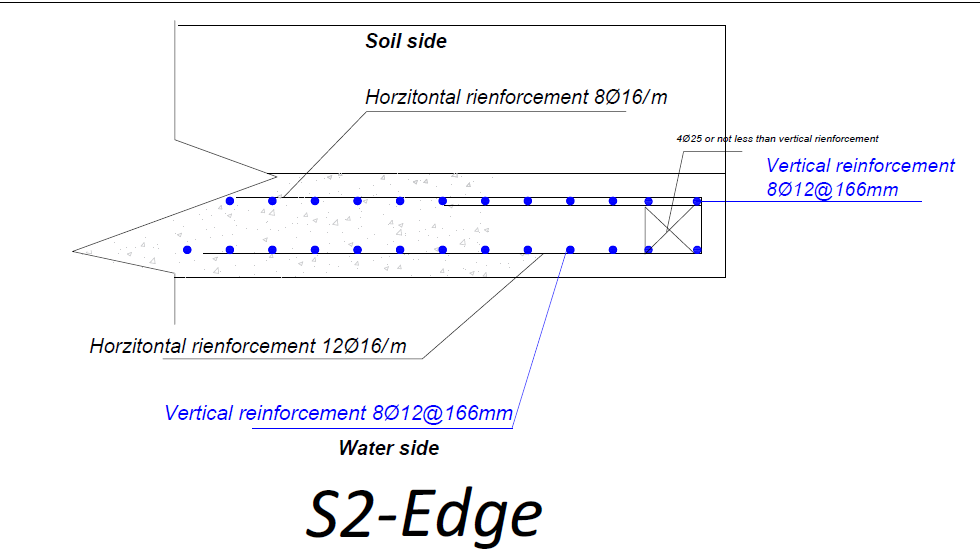 Soil side
Horzitontal rienforcement 8Ø16/m
4Ø25 or not less than vertical rienforcement
Vertical reinforcement
8Ø12@166mm
Horzitontal rienforcement 12Ø16/m
Vertical reinforcement 8Ø12@166mm
Water side
S2-Edge